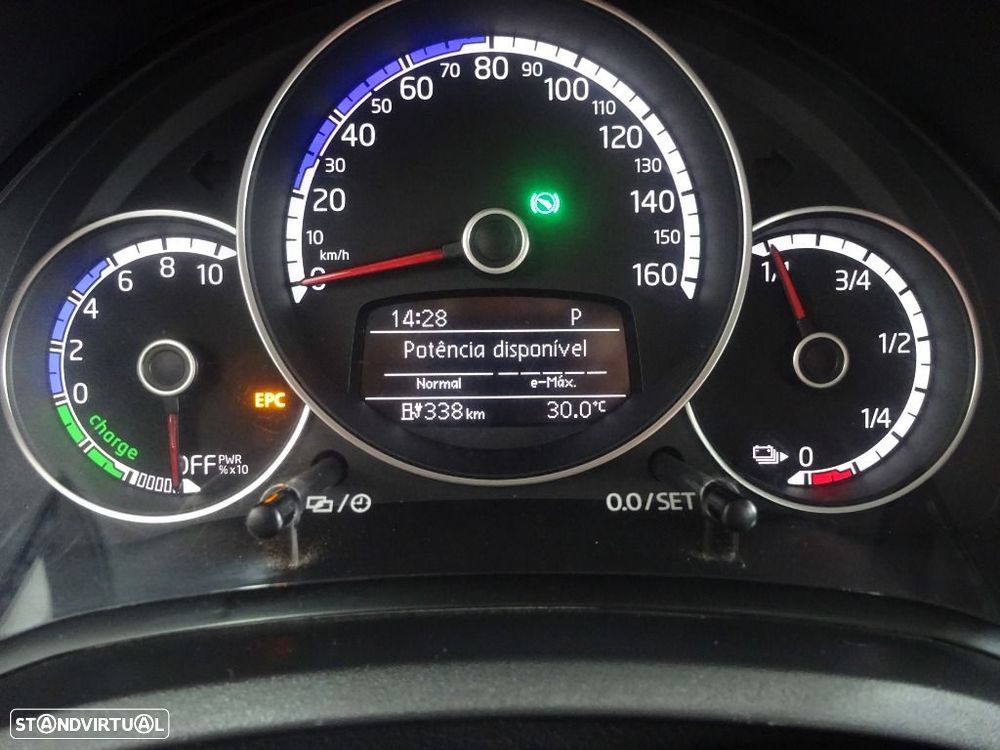 80
70 90
60 100
50 110
40 120
30 130
20 140
10 150
km/h
0 160
14:28 P
Potência disponível
Normal e-Máx.
338 km 30.0°C
10
8
6
4
2
0
charge
OFF PWR
% x10
EPC
1/1
3/4
1/2
1/4
0
0.0/SET
STANDVIRTUAL